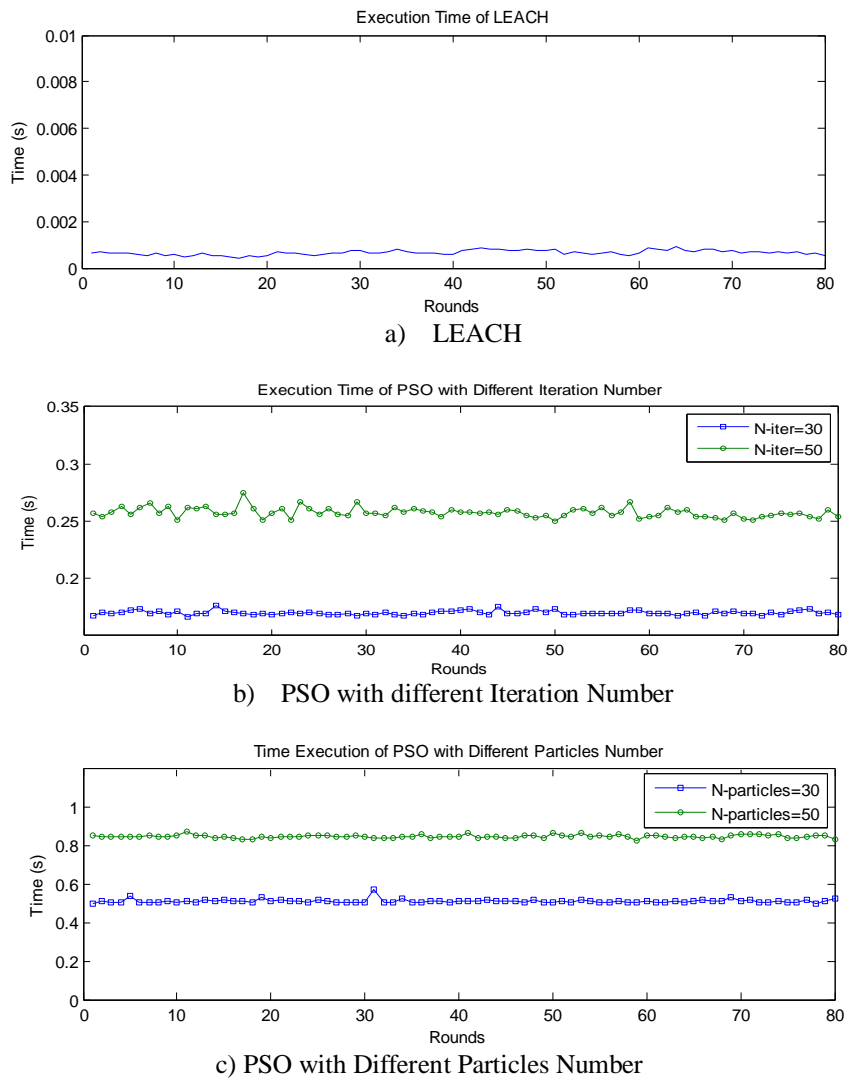 Execution Time of LEACH
0.01
0.008
0.006
0.004
0.002
0
Time (s)
0 10 20 30 40 50 60 70 80
Rounds
a) LEACH
Execution Time of PSO with Different Iteration Number
0.35
0.3
0.25
0.2
Time (s)
N-iter=30
N-iter=50
0 10 20 30 40 50 60 70 80
Rounds
b) PSO with different Iteration Number
Time Execution of PSO with Different Particles Number
1
0.8
0.6
0.4
0.2
0
Time (s)
N-particles=30
N-particles=50
0 10 20 30 40 50 60 70 80
Rounds
c) PSO with Different Particles Number